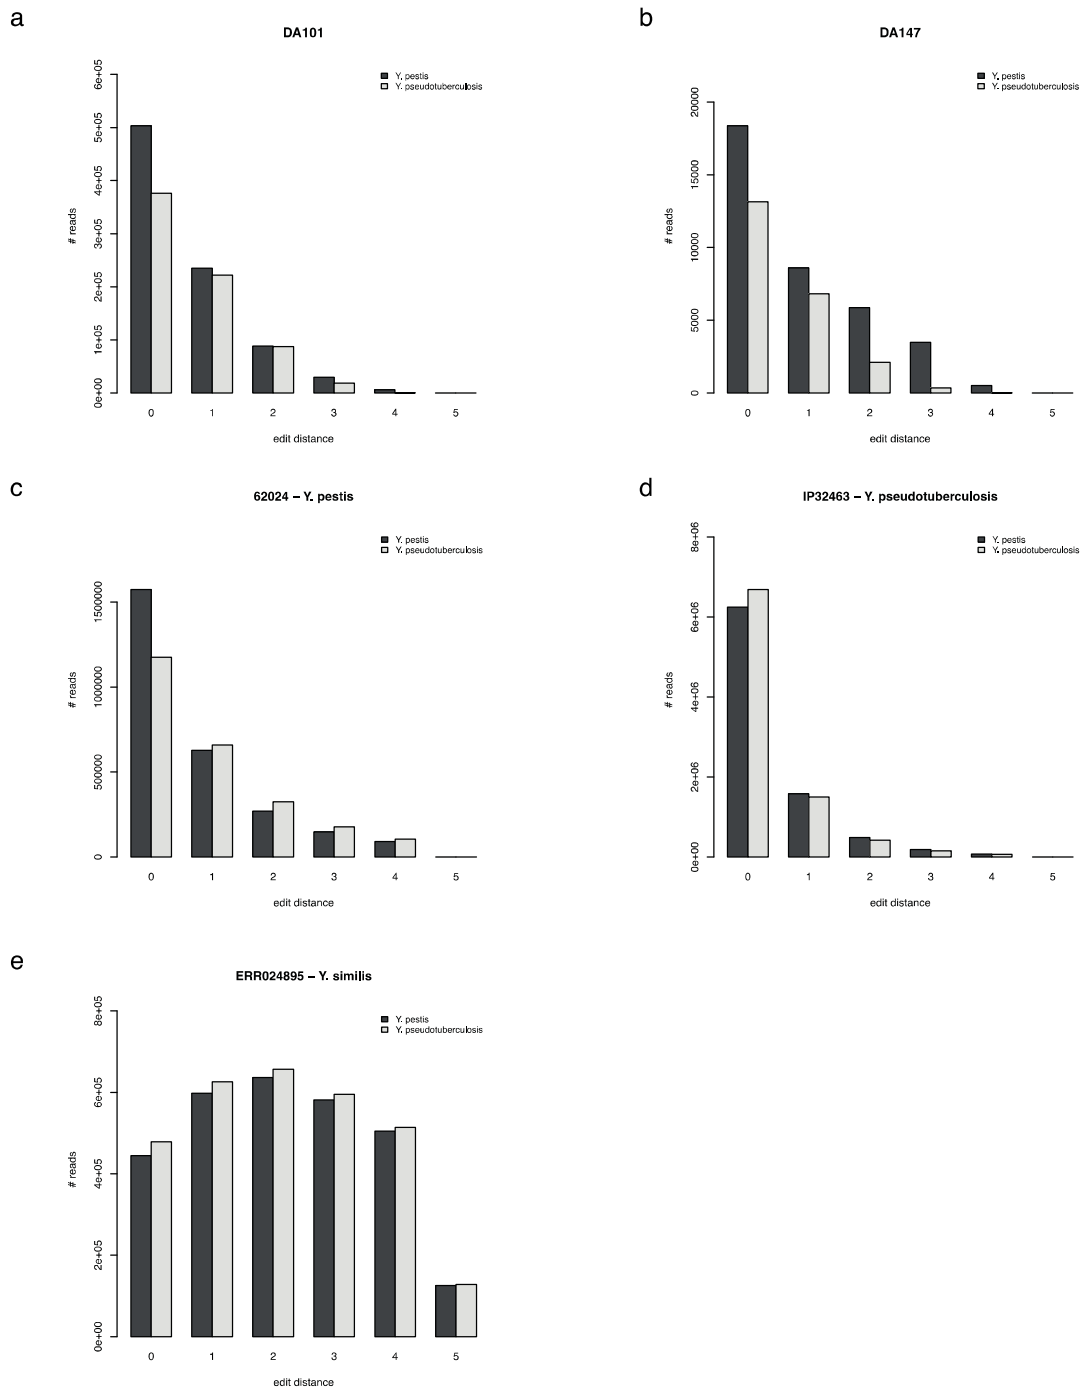 a
DA101
6e+05
5e+05
4e+05
3e+05
2e+05
1e+05
0e+00
# reads
Y. pestis
Y. pseudotuberculosis
0 1 2 3 4 5
edit distance
b
DA147
20000
15000
10000
5000
0
# reads
Y. pestis
Y. pseudotuberculosis
0 1 2 3 4 5
edit distance
c
62024 – Y. pestis
1500000
1000000
500000
0
# reads
Y. pestis
Y. pseudotuberculosis
0 1 2 3 4 5
edit distance
d
IP32463 – Y. pseudotuberculosis
8e+06
6e+06
4e+06
2e+06
0e+00
# reads
Y. pestis
Y. pseudotuberculosis
0 1 2 3 4 5
edit distance
e
ERR024895 – Y. similis
8e+05
6e+05
4e+05
2e+05
0e+00
# reads
Y. pestis
Y. pseudotuberculosis
0 1 2 3 4 5
edit distance